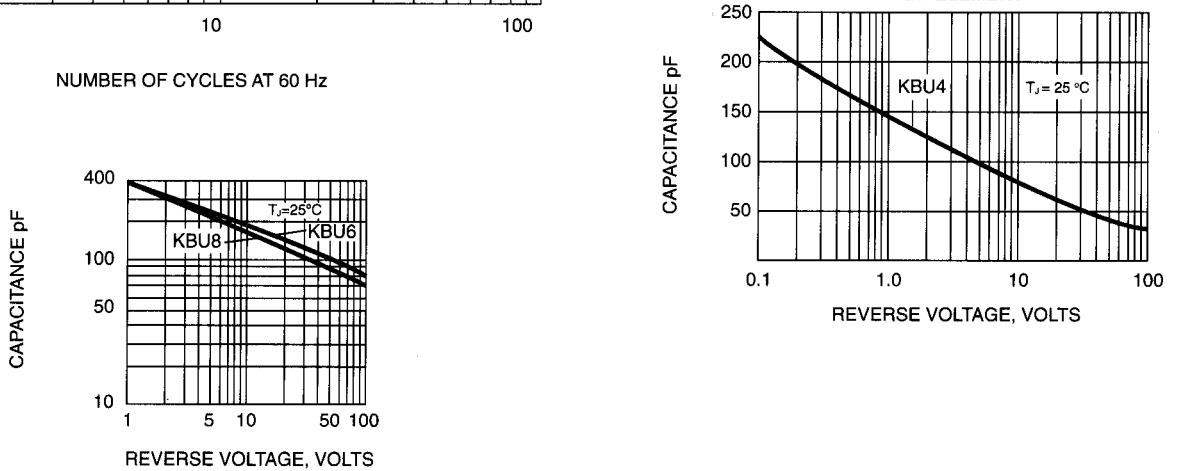 10 100
NUMBER OF CYCLES AT 60 Hz
CAPACITANCE pF
400
100
50
10
TJ=25°C
KBU8
KBU6
1 5 10 50 100
REVERSE VOLTAGE, VOLTS
CAPACITANCE pF
250
200
150
100
50
KBU4
TJ = 25 °C
0.1 1.0 10 100
REVERSE VOLTAGE, VOLTS